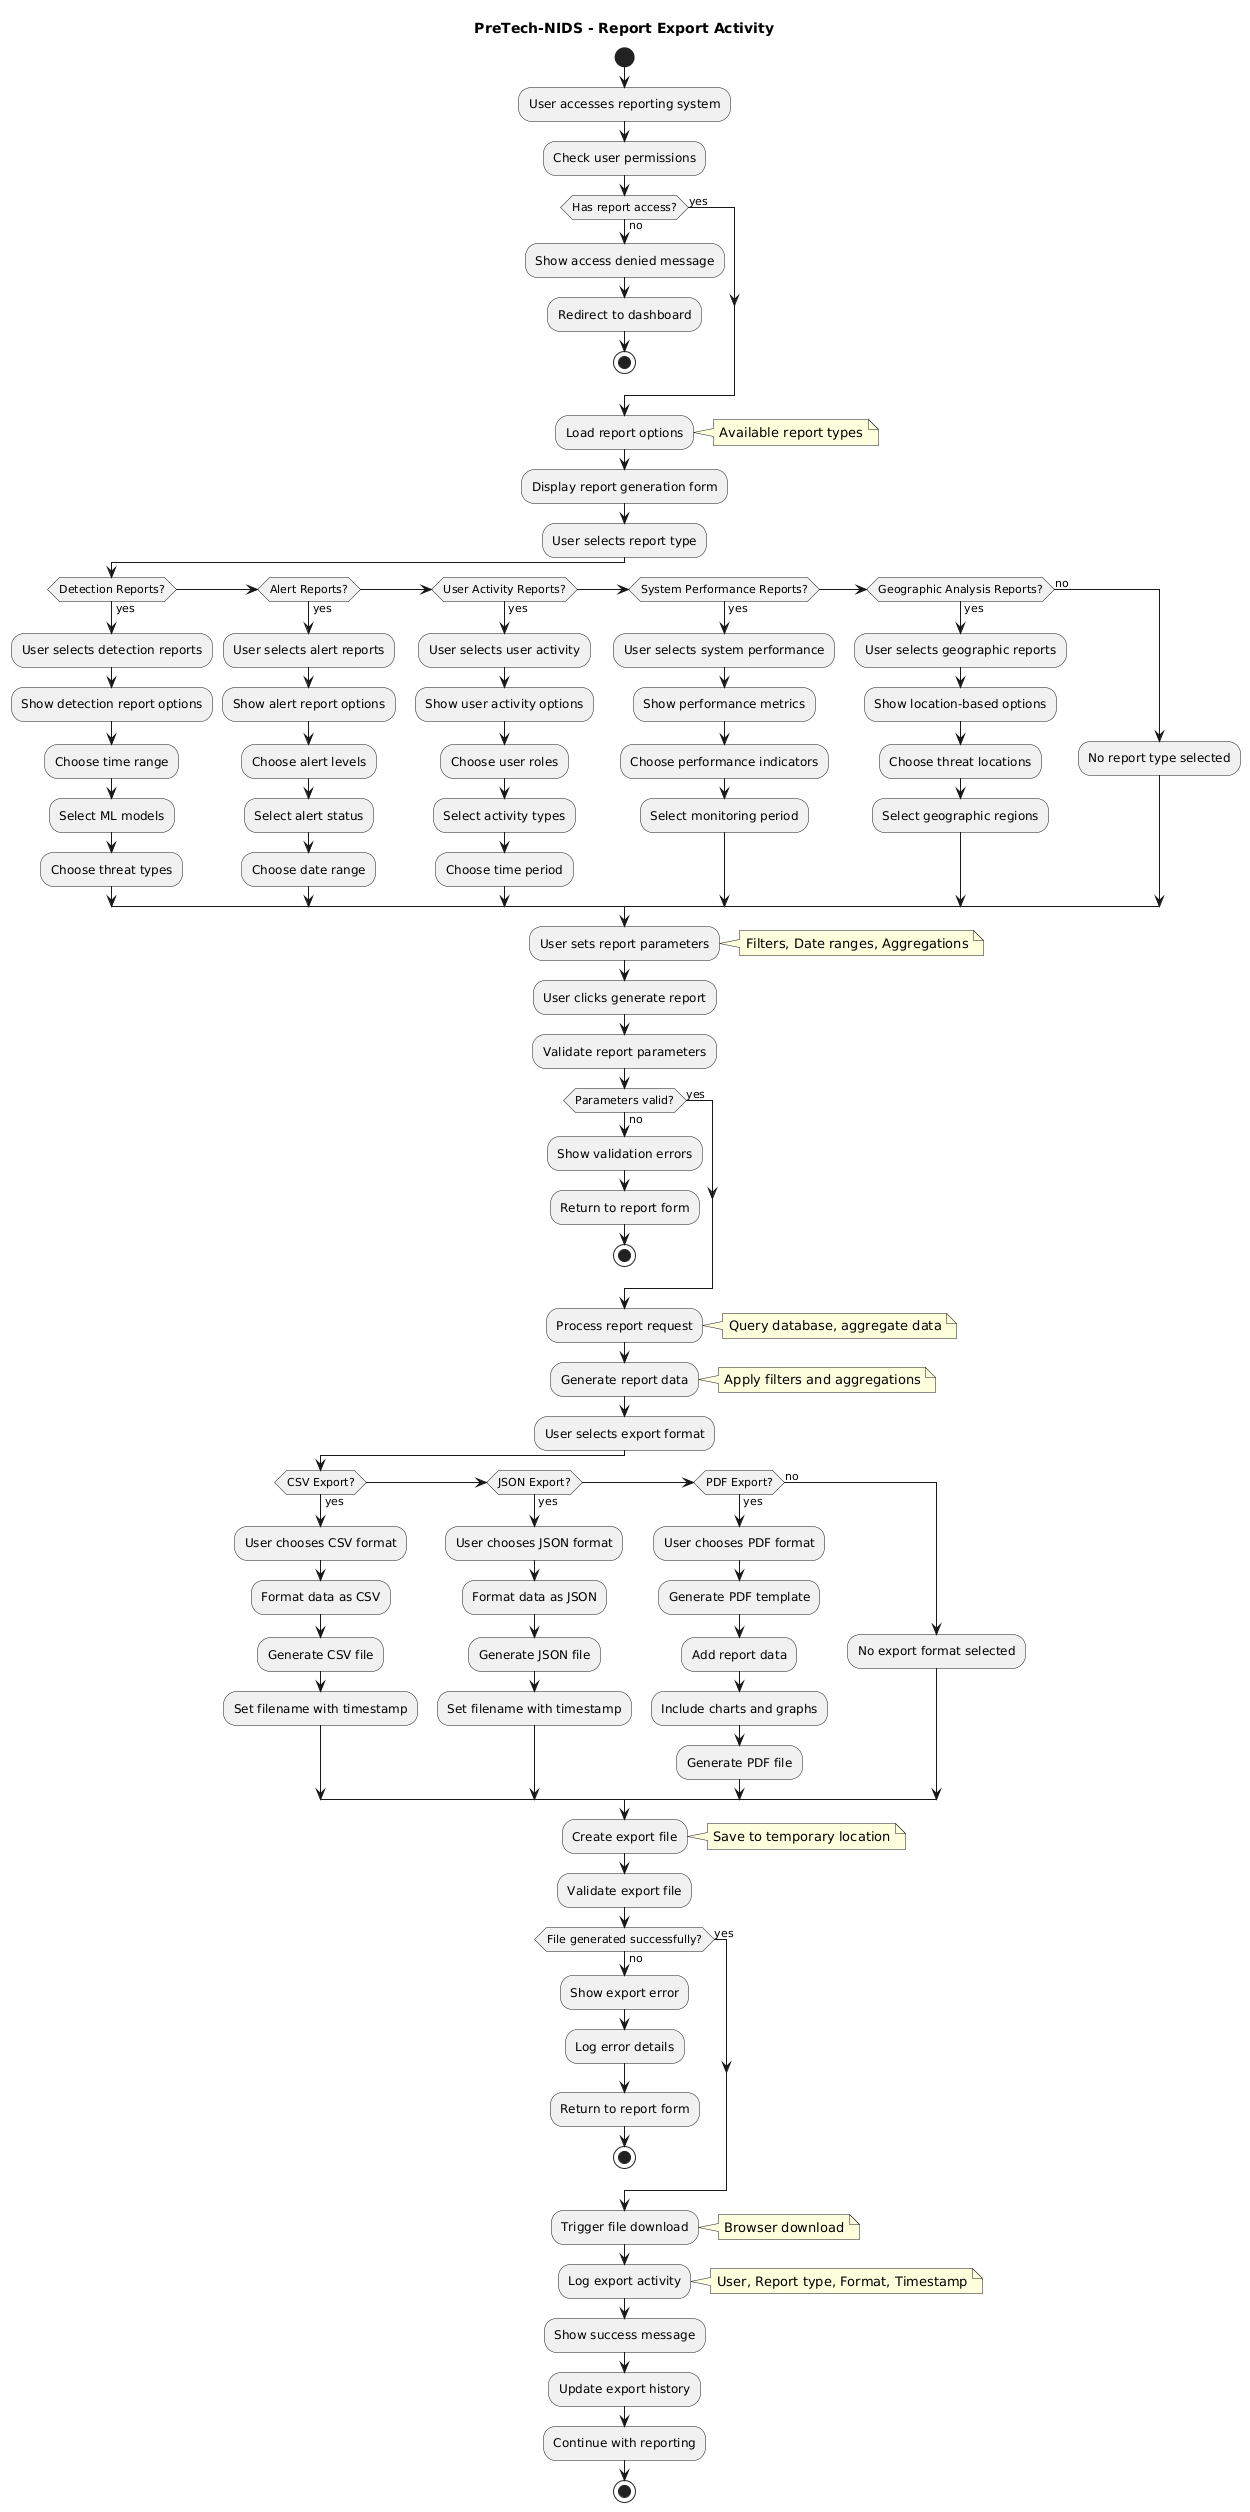 PreTech-NIDS - Report Export Activity
User accesses reporting system
Check user permissions
Has report access?
yes
no
Show access denied message
Redirect to dashboard
Load report options
Available report types
Display report generation form
User selects report type
Detection Reports?
yes
User selects detection reports
Show detection report options
Choose time range
Select ML models
Choose threat types
Alert Reports?
yes
User selects alert reports
Show alert report options
Choose alert levels
Select alert status
Choose date range
User Activity Reports?
yes
User selects user activity
Show user activity options
Choose user roles
Select activity types
Choose time period
System Performance Reports?
yes
User selects system performance
Show performance metrics
Choose performance indicators
Select monitoring period
Geographic Analysis Reports?
yes
User selects geographic reports
Show location-based options
Choose threat locations
Select geographic regions
no
No report type selected
User sets report parameters
Filters, Date ranges, Aggregations
User clicks generate report
Validate report parameters
Parameters valid?
yes
no
Show validation errors
Return to report form
Process report request
Query database, aggregate data
Generate report data
Apply filters and aggregations
User selects export format
CSV Export?
yes
User chooses CSV format
Format data as CSV
Generate CSV file
Set filename with timestamp
JSON Export?
yes
User chooses JSON format
Format data as JSON
Generate JSON file
Set filename with timestamp
PDF Export?
yes
User chooses PDF format
Generate PDF template
Add report data
Include charts and graphs
Generate PDF file
no
No export format selected
Create export file
Save to temporary location
Validate export file
File generated successfully?
yes
no
Show export error
Log error details
Return to report form
Trigger file download
Browser download
Log export activity
User, Report type, Format, Timestamp
Show success message
Update export history
Continue with reporting